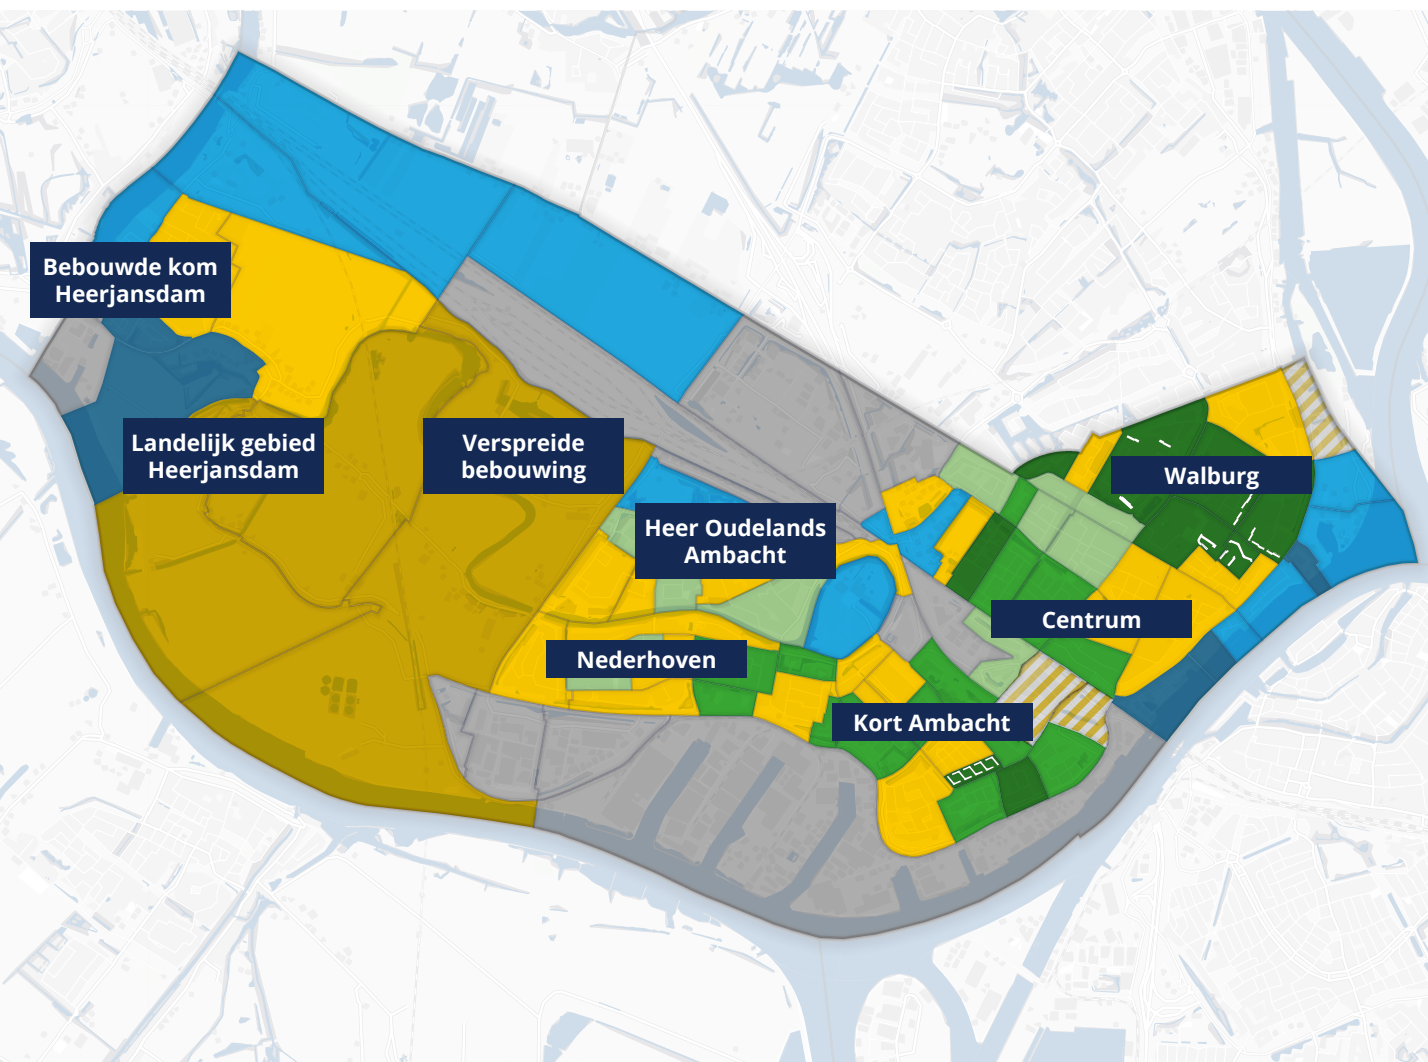 Bebouwde kom
Heerjansdam
Landelijk gebied
Heerjansdam
Verspreide
bebouwing
Walburg
Heer Oudelands
Ambacht
Centrum
Nederhoven
Kort Ambacht